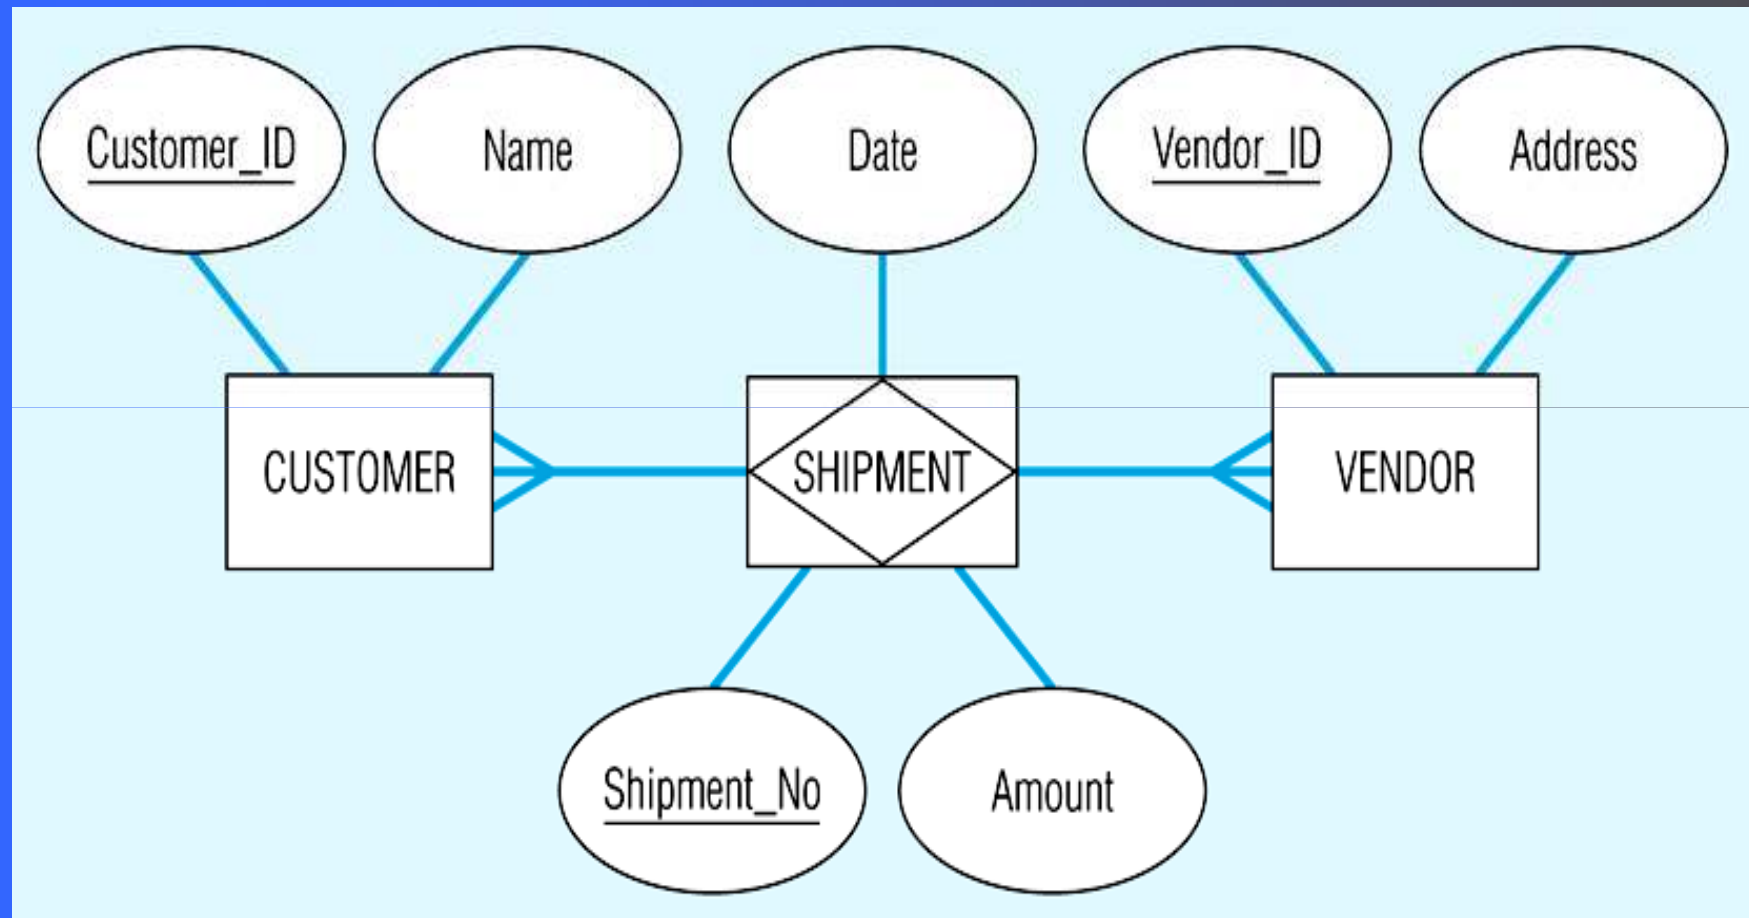 Customer_ID
Name
Date
Vendor_ID
Address
CUSTOMER
SHIPMENT
VENDOR
Shipment_No
Amount